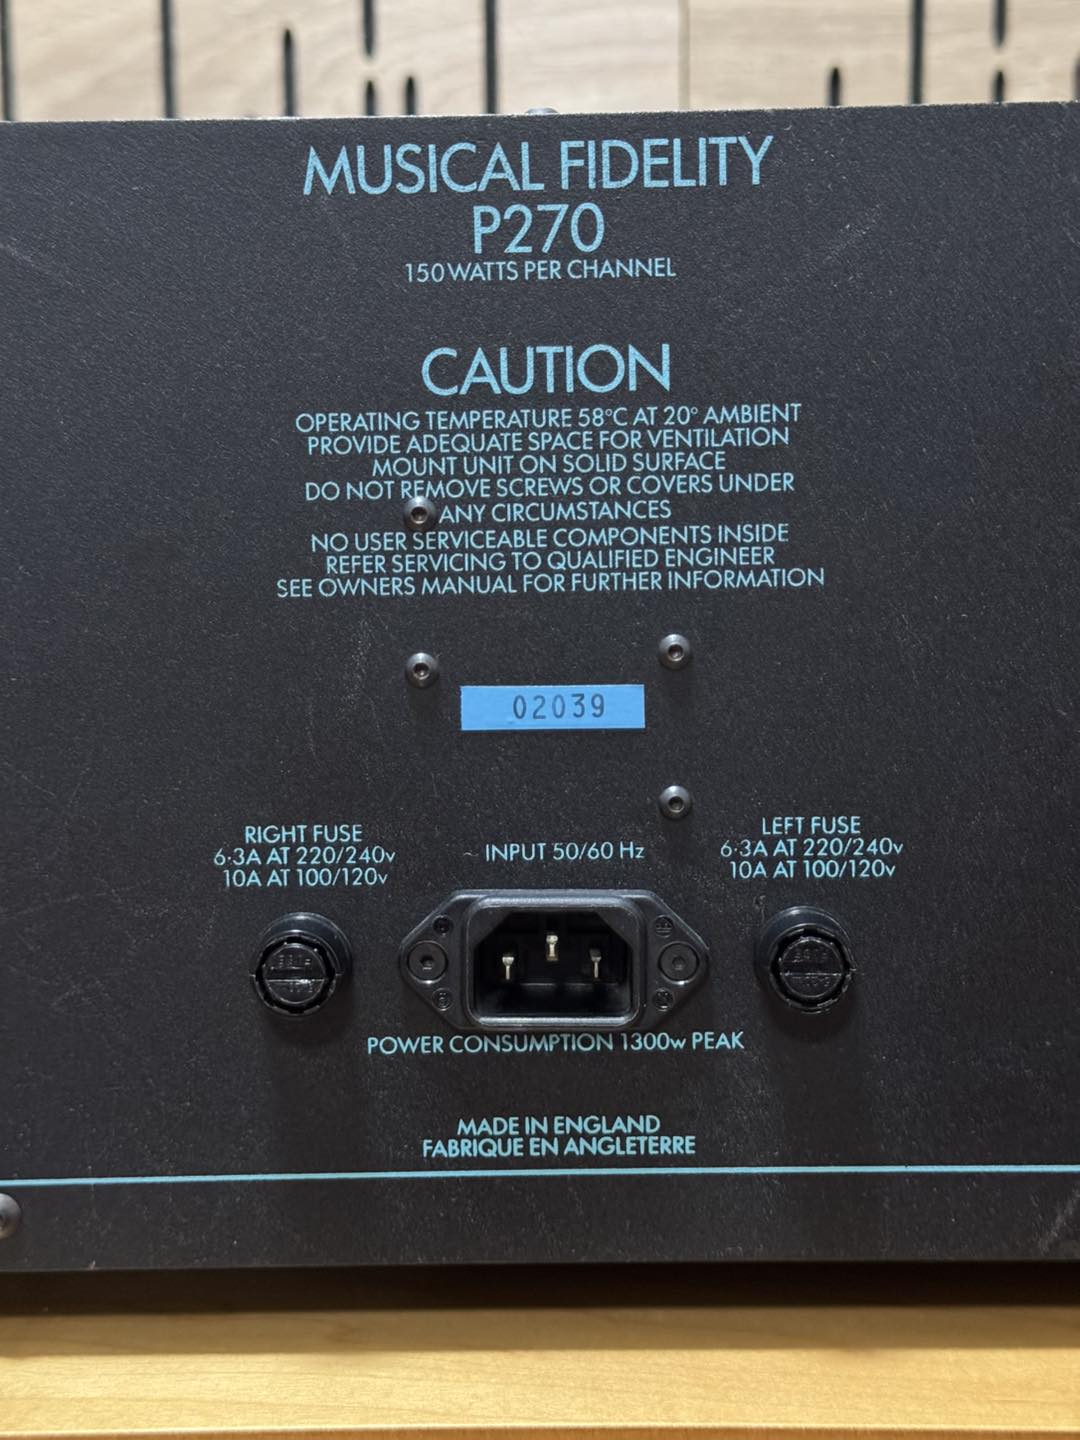 MUSICAL FIDELITY
P270
150 WATTS PER CHANNEL
CAUTION
OPERATING TEMPERATURE 58°C AT 20° AMBIENT
PROVIDE ADEQUATE SPACE FOR VENTILATION
MOUNT UNIT ON SOLID SURFACE
DO NOT REMOVE SCREWS OR COVERS UNDER
ANY CIRCUMSTANCES
NO USER SERVICEABLE COMPONENTS INSIDE
REFER SERVICING TO QUALIFIED ENGINEER
SEE OWNERS MANUAL FOR FURTHER INFORMATION
02039
RIGHT FUSE
6·3A AT 220/240v
10A AT 100/120v
~ INPUT 50/60 Hz
LEFT FUSE
6·3A AT 220/240v
10A AT 100/120v
POWER CONSUMPTION 1300w PEAK
MADE IN ENGLAND
FABRIQUE EN ANGLETERRE